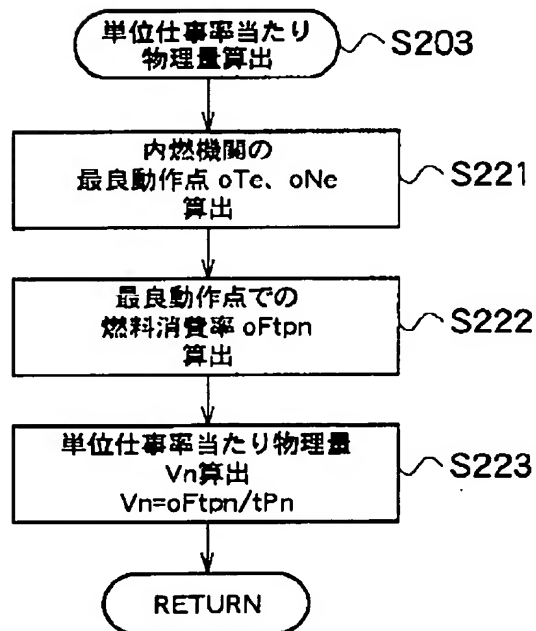 単位仕事率当たり
物理量算出
S203
内燃機関の
最良動作点 oTe、oNe
算出
S221
最良動作点での
燃料消費率 oFtpn
算出
S222
単位仕事率当たり物理量
Vn算出
Vn=oFtpn/tPn
S223
RETURN